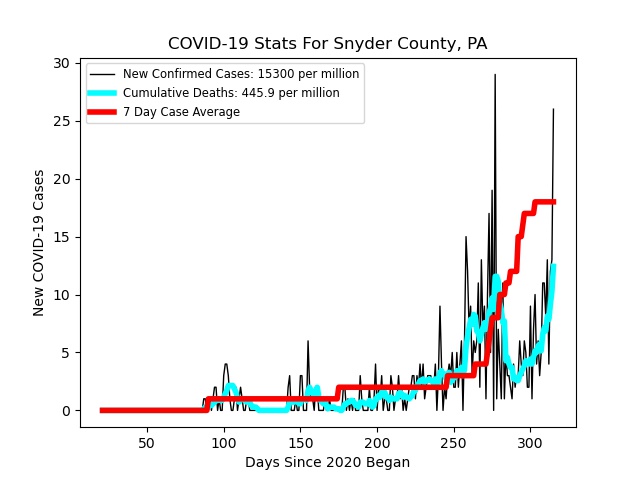 COVID-19 Stats For Snyder County, PA
New Confirmed Cases: 15300 per million
Cumulative Deaths: 445.9 per million
7 Day Case Average
New COVID-19 Cases
30
25
20
15
10
5
0
50 100 150 200 250 300
Days Since 2020 Began